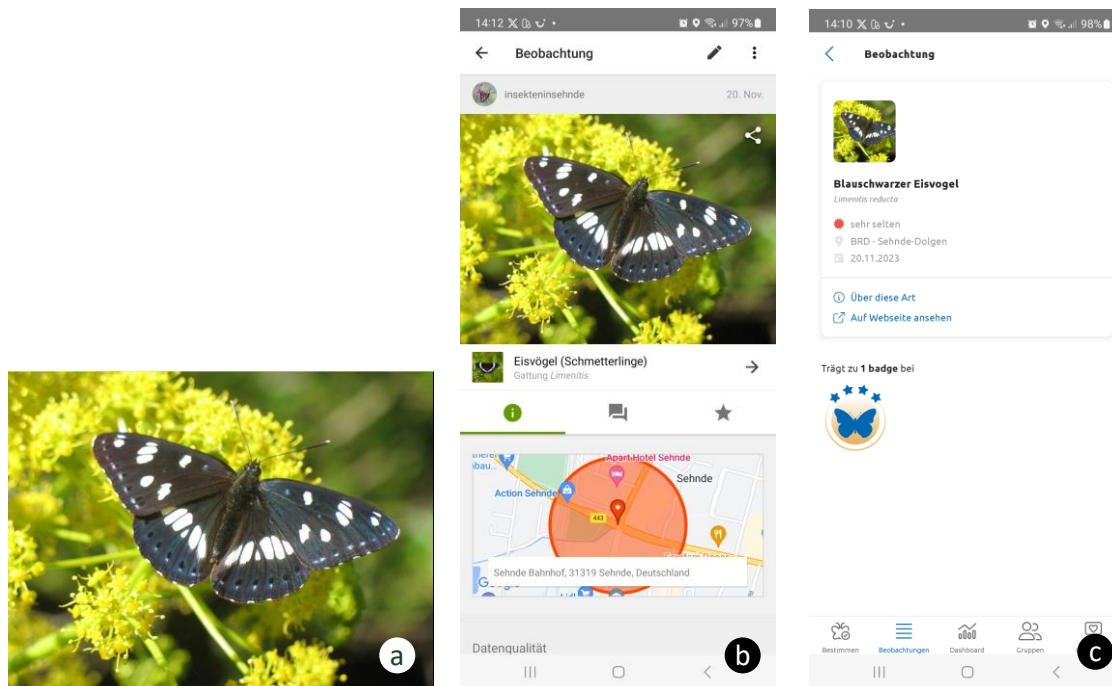 a
14:12
97%
Beobachtung
insekteninsehnde
20. Nov.
Eisvögel (Schmetterlinge)
Gattung Limenitis
Apart Hotel Sehnde
Sehnde
Action Sehnde
443
Sehnde Bahnhof, 31319 Sehnde, Deutschland
Datenqualität
b
14:10
98%
Beobachtung
Blauschwarzer Eisvogel
Limenitis reducta
sehr selten
BRD - Sehnde-Dolgen
20.11.2023
Über diese Art
Auf Webseite ansehen
Trägt zu 1 badge bei
Bestimmen
Beobachtungen
Dashboard
Gruppen
c